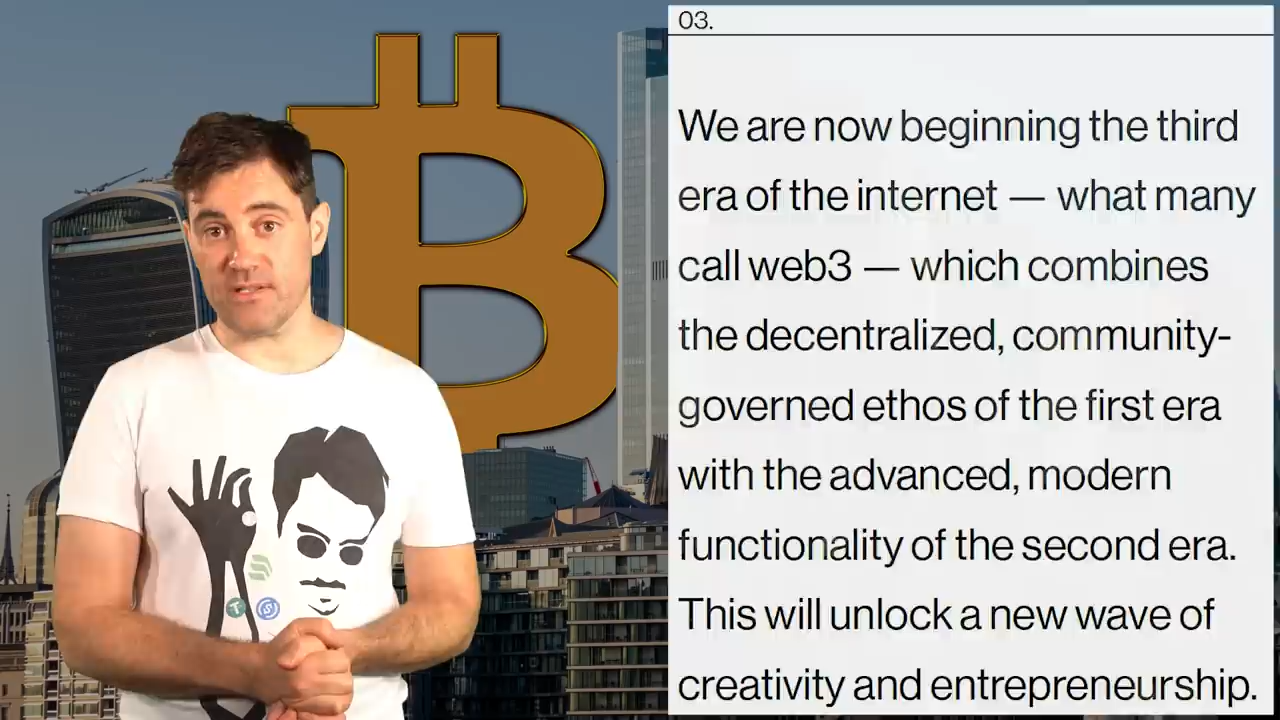 03.
We are now beginning the third
era of the internet — what many
call web3 — which combines
the decentralized, community-
governed ethos of the first era
with the advanced, modern
functionality of the second era.
This will unlock a new wave of
creativity and entrepreneurship.